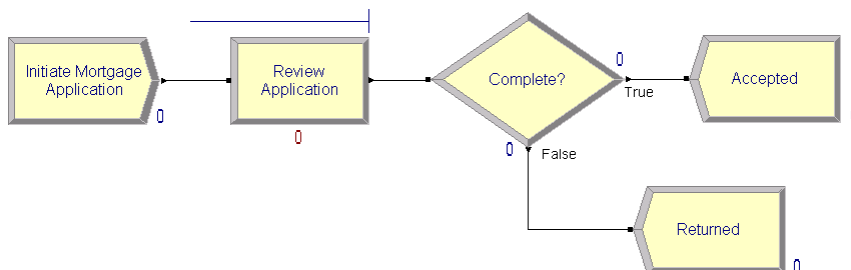 Initiate Mortgage
Application
0
Review
Application
0
Complete?
0
True
0
False
Accepted
Returned
0